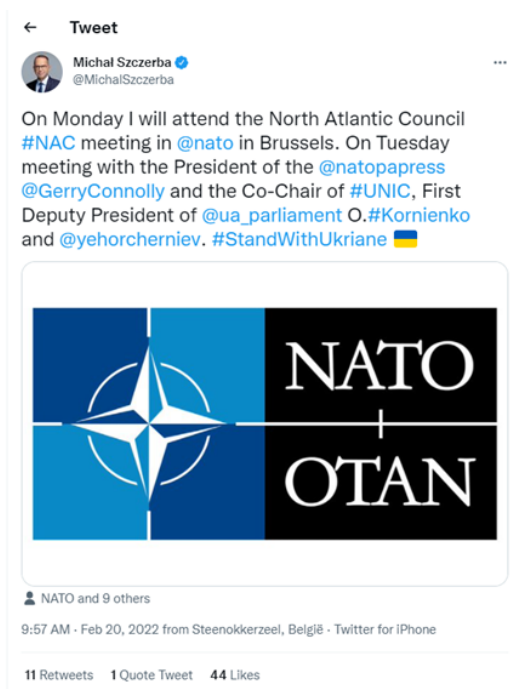 ← Tweet
Michał Szczerba
@MichalSzczerba
On Monday I will attend the North Atlantic Council
#NAC meeting in @nato in Brussels. On Tuesday
meeting with the President of the @natopapress
@GerryConnolly and the Co-Chair of #UNIC, First
Deputy President of @ua_parliament O.#Kornienko
and @yehorcherniev. #StandWithUkriane 🇺🇦
NATO
OTAN
NATO and 9 others
9:57 AM · Feb 20, 2022 from Steenokkerzeel, België · Twitter for iPhone
11 Retweets 1 Quote Tweet 44 Likes